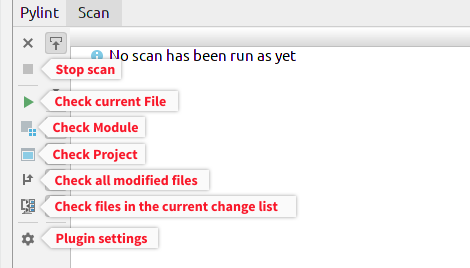 Pylint Scan
No scan has been run as yet
Stop scan
Check current File
Check Module
Check Project
Check all modified files
Check files in the current change list
Plugin settings